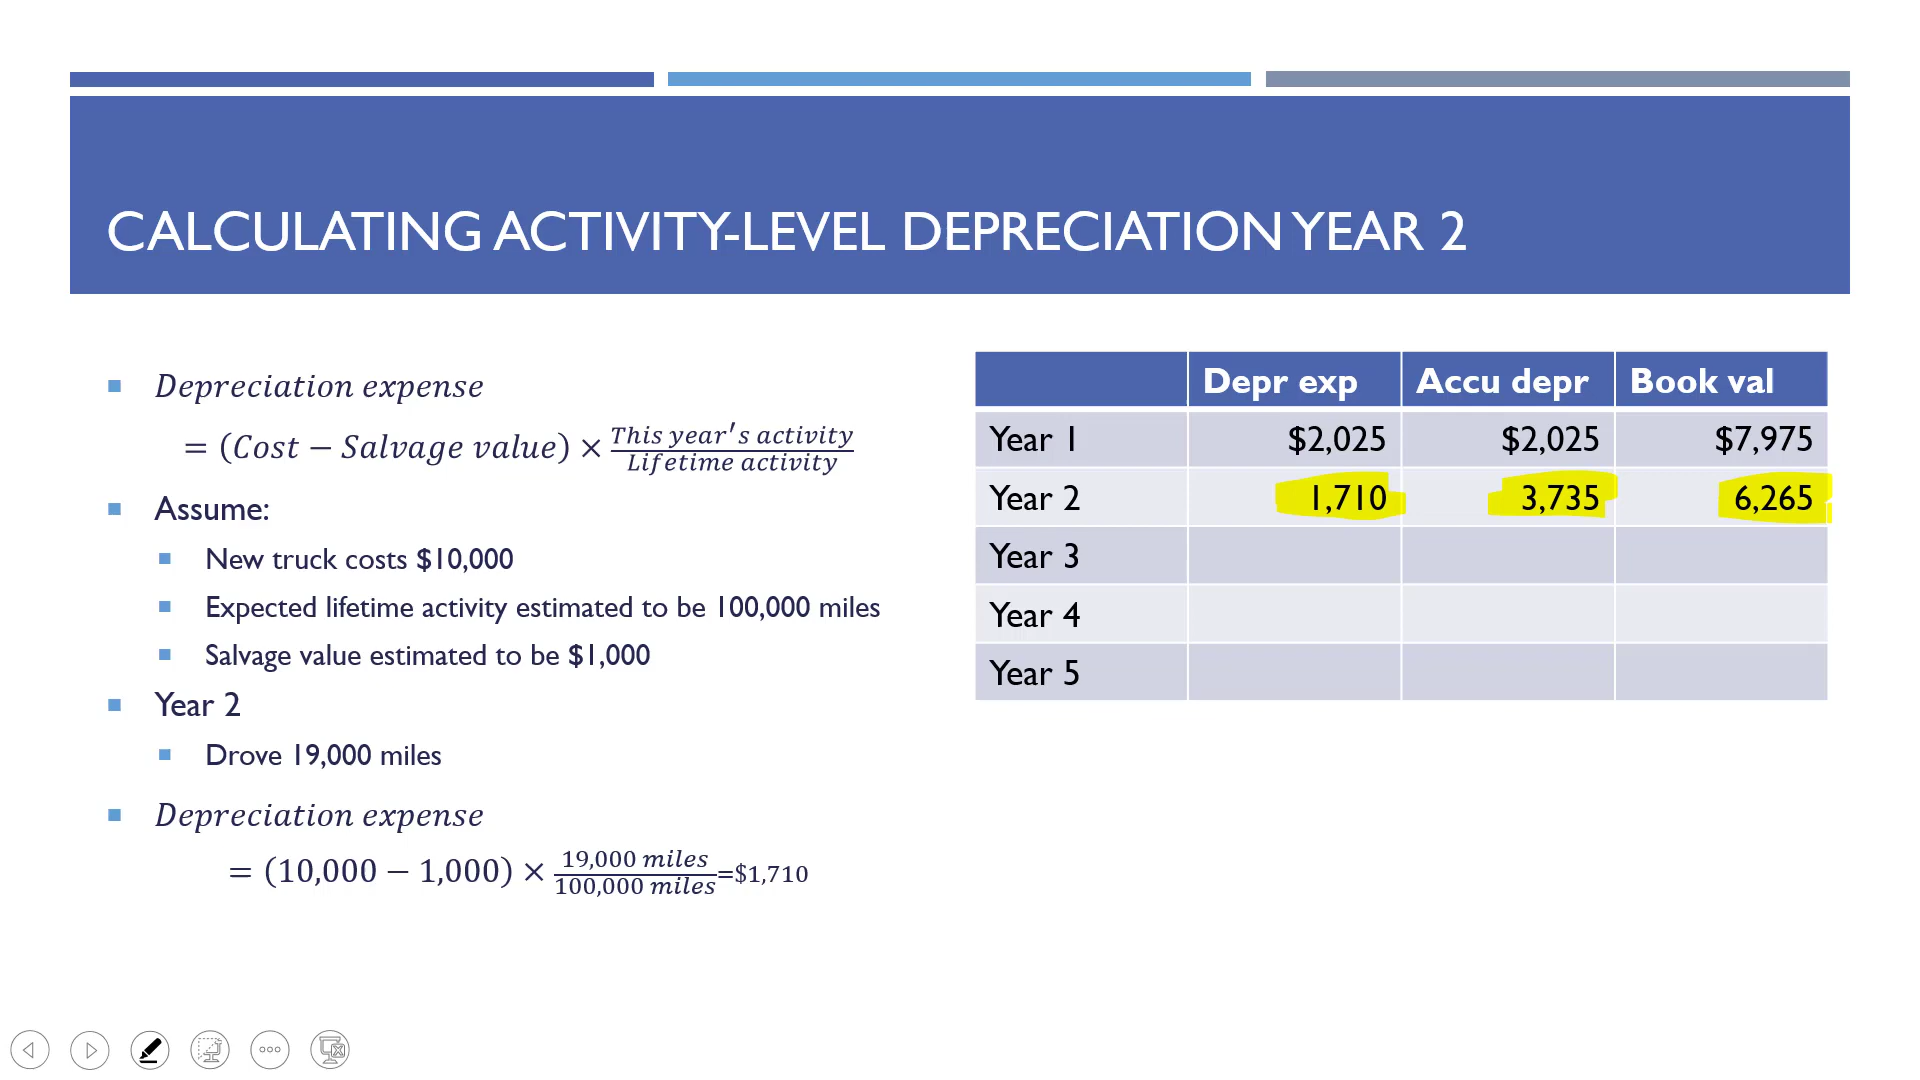 CALCULATING ACTIVITY-LEVEL DEPRECIATION YEAR 2
Depreciation expense
= (Cost − Salvage value) × This year's activity / Lifetime activity
Assume:
New truck costs $10,000
Expected lifetime activity estimated to be 100,000 miles
Salvage value estimated to be $1,000
Year 2
Drove 19,000 miles
Depreciation expense
= (10,000 − 1,000) × 19,000 miles / 100,000 miles =$1,710
Depr exp Accu depr Book val
Year 1 $2,025 $2,025 $7,975
Year 2 1,710 3,735 6,265
Year 3
Year 4
Year 5